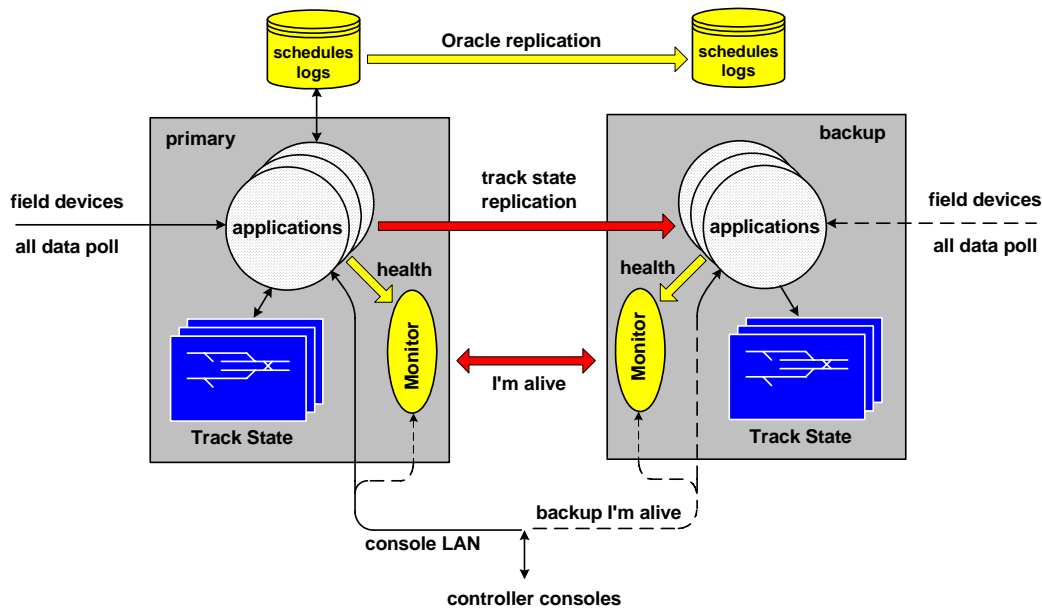 schedules
logs
Oracle replication
schedules
logs
primary
backup
field devices
all data poll
applications
track state
replication
applications
field devices
all data poll
health
health
Monitor
I'm alive
Monitor
Track State
Track State
backup I'm alive
console LAN
controller consoles